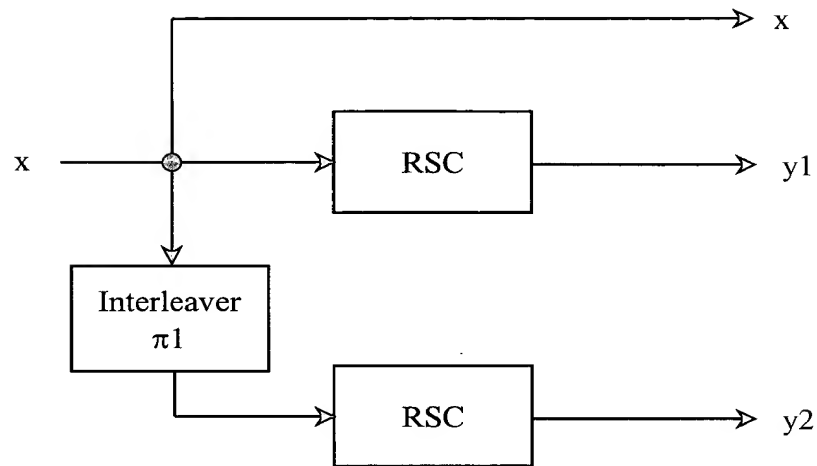 x
x
RSC
y1
Interleaver
π1
RSC
y2